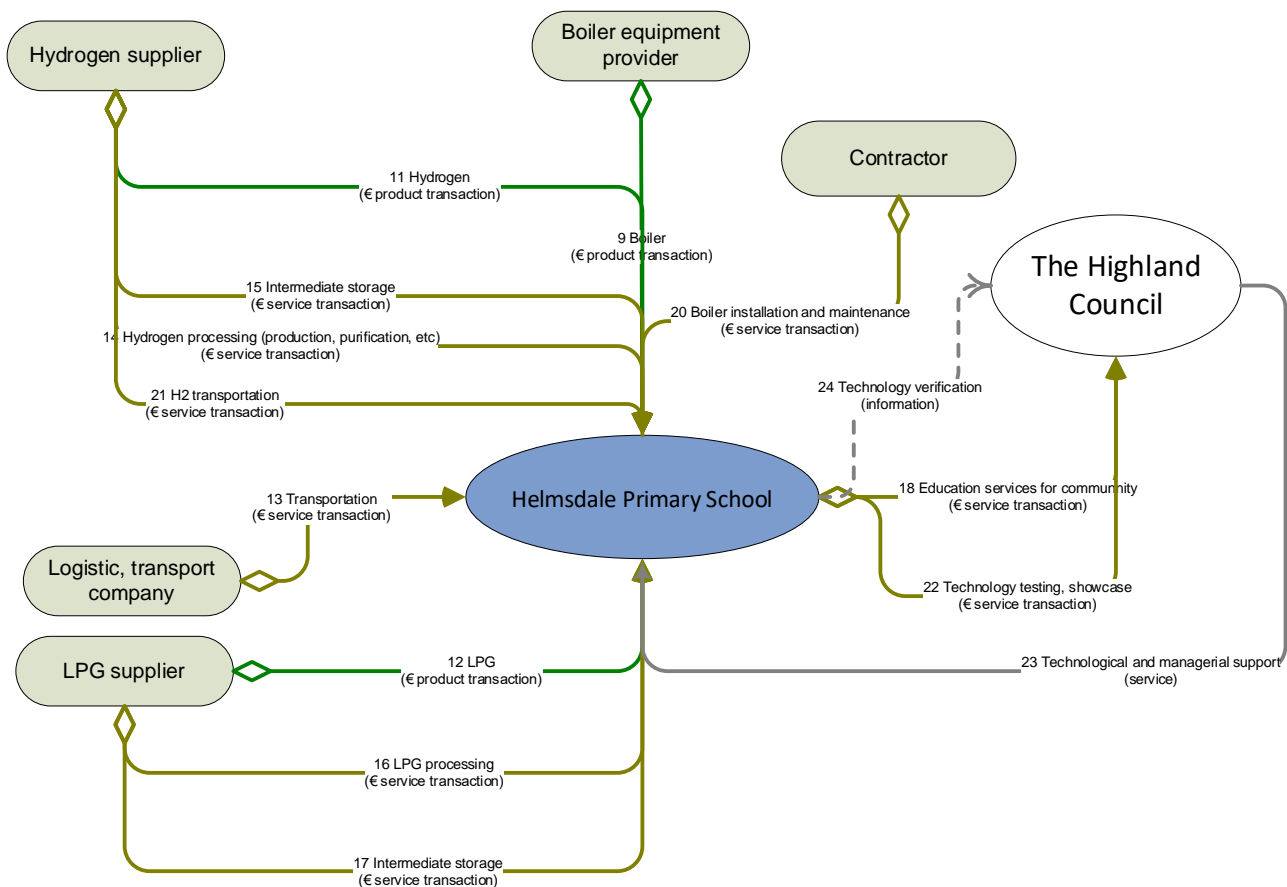 Hydrogen supplier
Boiler equipment
provider
Contractor
11 Hydrogen
(€ product transaction)
9 Boiler
(€ product transaction)
The Highland
Council
15 Intermediate storage
(€ service transaction)
20 Boiler installation and maintenance
(€ service transaction)
14 Hydrogen processing (production, purification, etc)
(€ service transaction)
21 H2 transportation
(€ service transaction)
24 Technology verification
(information)
Helmsdale Primary School
13 Transportation
(€ service transaction)
18 Education services for community
(€ service transaction)
Logistic, transport
company
22 Technology testing, showcase
(€ service transaction)
LPG supplier
12 LPG
(€ product transaction)
23 Technological and managerial support
(service)
16 LPG processing
(€ service transaction)
17 Intermediate storage
(€ service transaction)